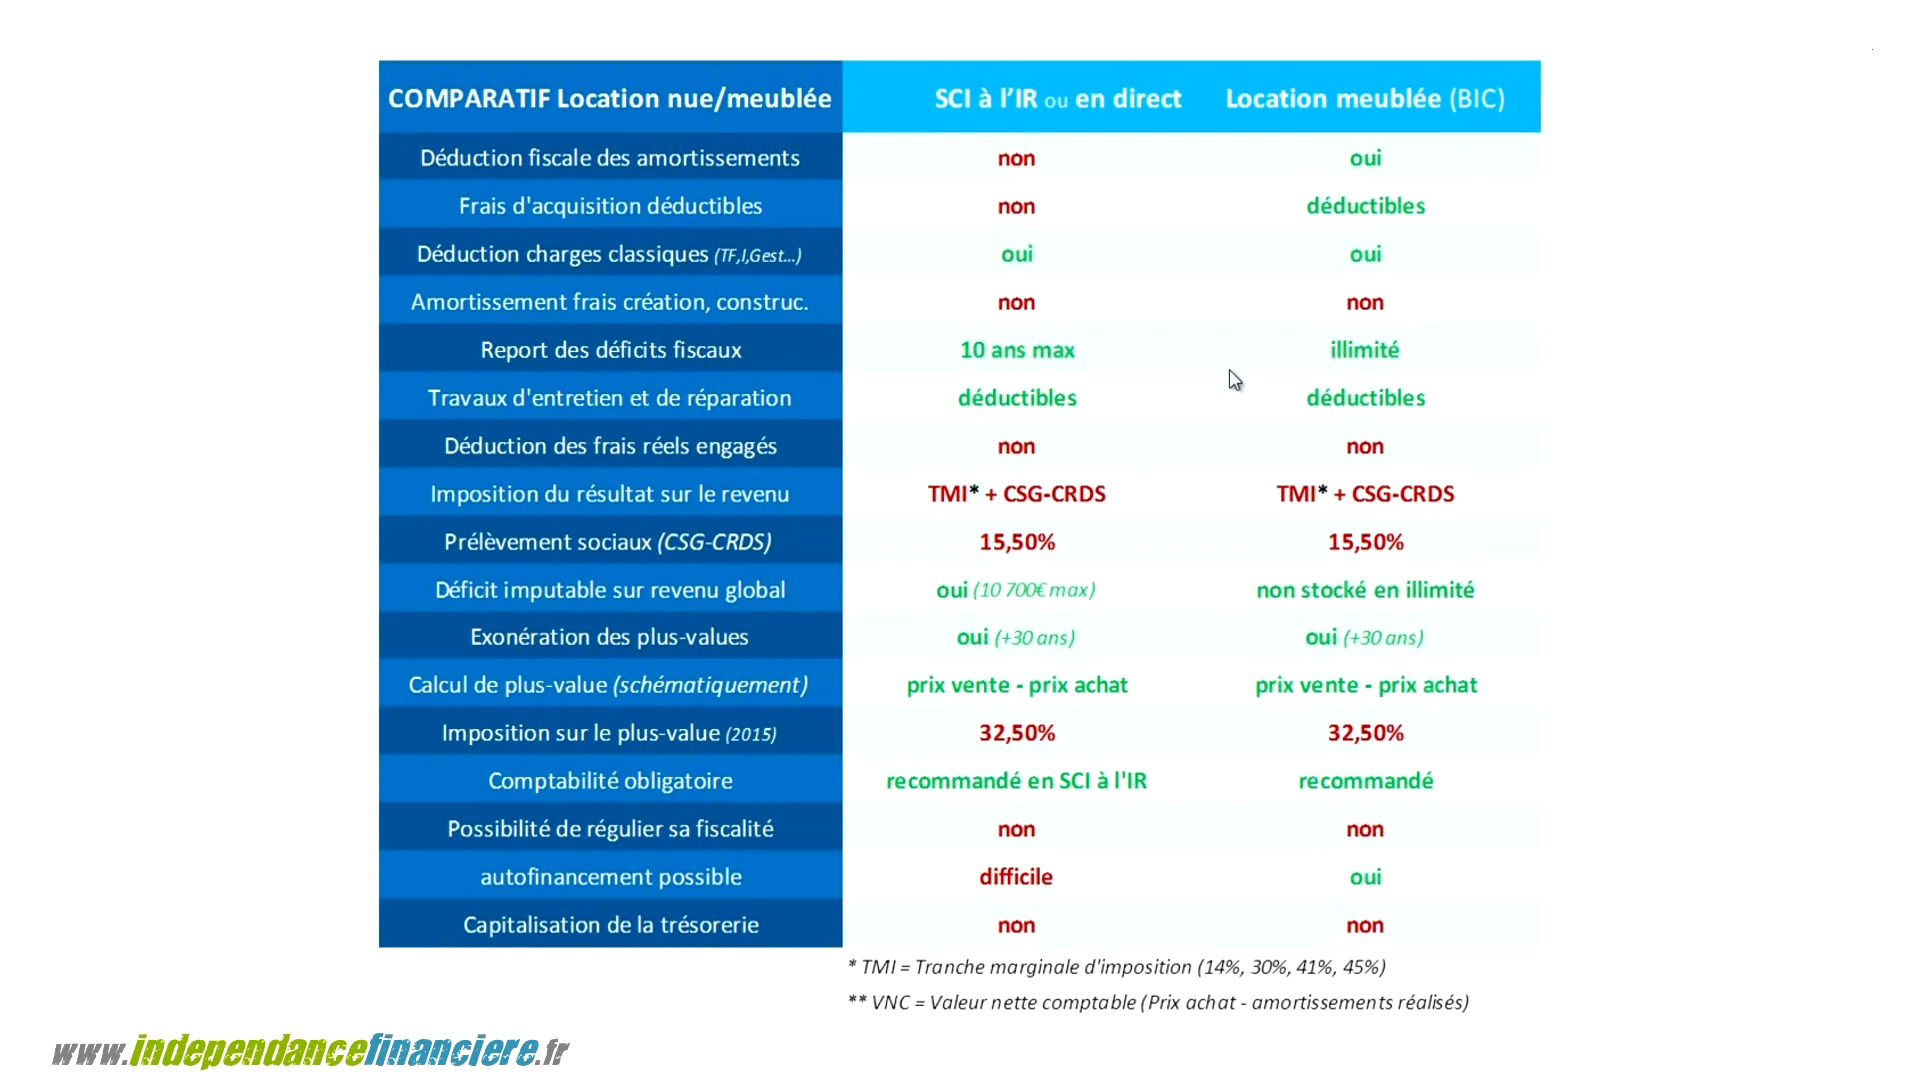 COMPARATIF Location nue/meublée SCI à l’IR ou en direct Location meublée (BIC)
Déduction fiscale des amortissements non oui
Frais d'acquisition déductibles non déductibles
Déduction charges classiques (TF,I,Gest...) oui oui
Amortissement frais création, construc. non non
Report des déficits fiscaux 10 ans max illimité
Travaux d'entretien et de réparation déductibles déductibles
Déduction des frais réels engagés non non
Imposition du résultat sur le revenu TMI* + CSG-CRDS TMI* + CSG-CRDS
Prélèvement sociaux (CSG-CRDS) 15,50% 15,50%
Déficit imputable sur revenu global oui (10 700€ max) non stocké en illimité
Exonération des plus-values oui (+30 ans) oui (+30 ans)
Calcul de plus-value (schématiquement) prix vente - prix achat prix vente - prix achat
Imposition sur le plus-value (2015) 32,50% 32,50%
Comptabilité obligatoire recommandé en SCI à l'IR recommandé
Possibilité de régulier sa fiscalité non non
autofinancement possible difficile oui
Capitalisation de la trésorerie non non
* TMI = Tranche marginale d'imposition (14%, 30%, 41%, 45%)
** VNC = Valeur nette comptable (Prix achat - amortissements réalisés)
www.independancefinanciere.fr